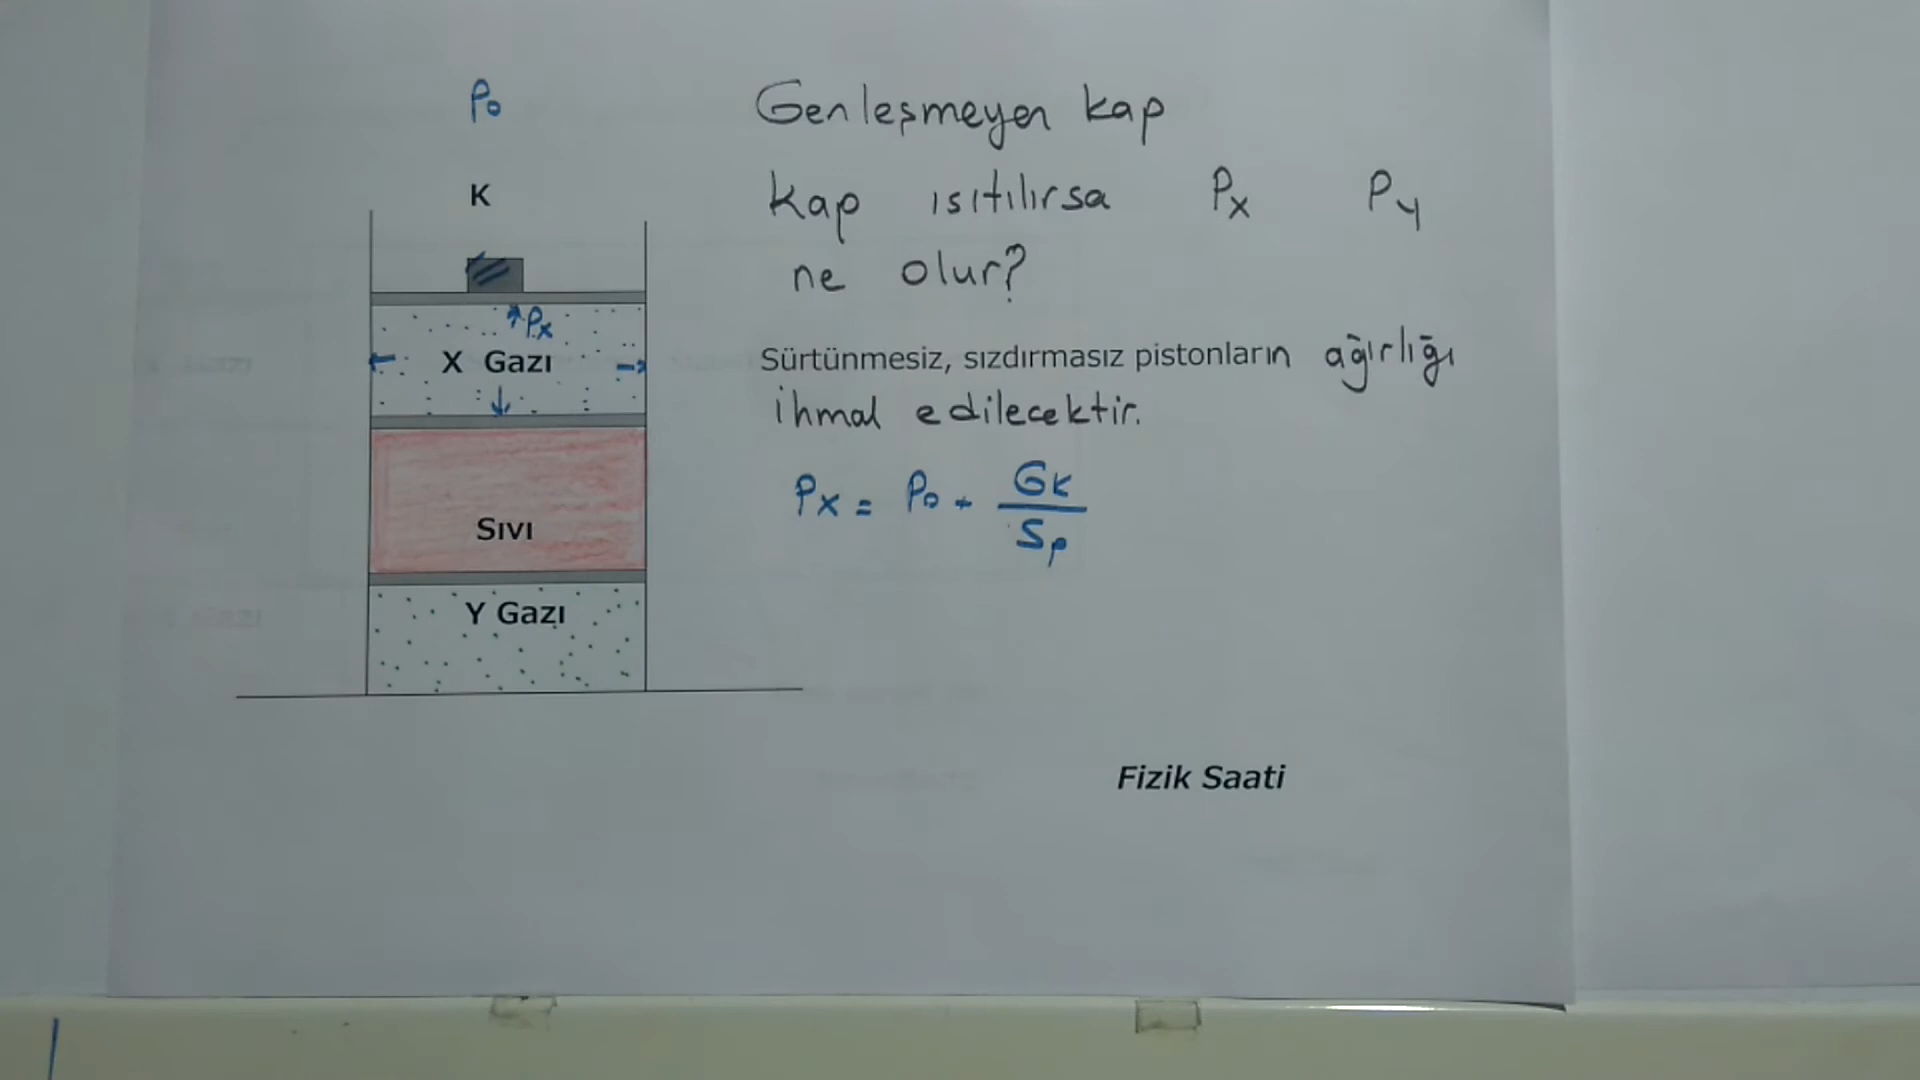 P₀
K
Px
X Gazı
Sıvı
Y Gazı
Genleşmeyen kap
Kap ısıtılırsa Px Py
ne olur?
Sürtünmesiz, sızdırmasız pistonların ağırlığı
ihmal edilecektir.
Px = P₀ + GK / Sp
Fizik Saati